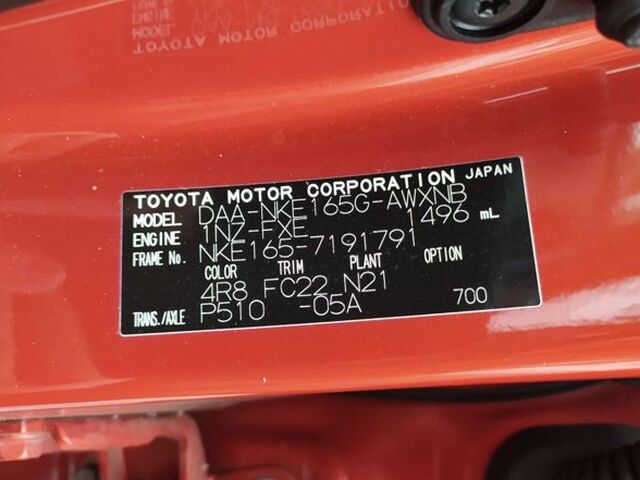 TOYOTA MOTOR CORPORATION JAPAN
MODEL DAA-NKE165G-AWXNB
ENGINE 1NZ-FXE 1496 mL
FRAME No. NKE165-7191791
COLOR TRIM PLANT OPTION
4R8 FC22 N21
TRANS./AXLE P510 -05A 700